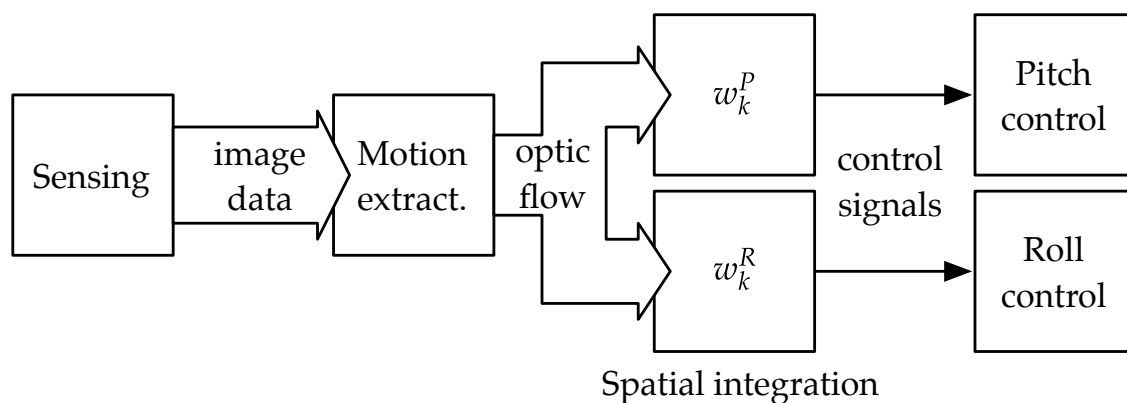 Sensing
image
data
Motion
extract.
optic
flow
w_k^P
w_k^R
Spatial integration
control
signals
Pitch
control
Roll
control